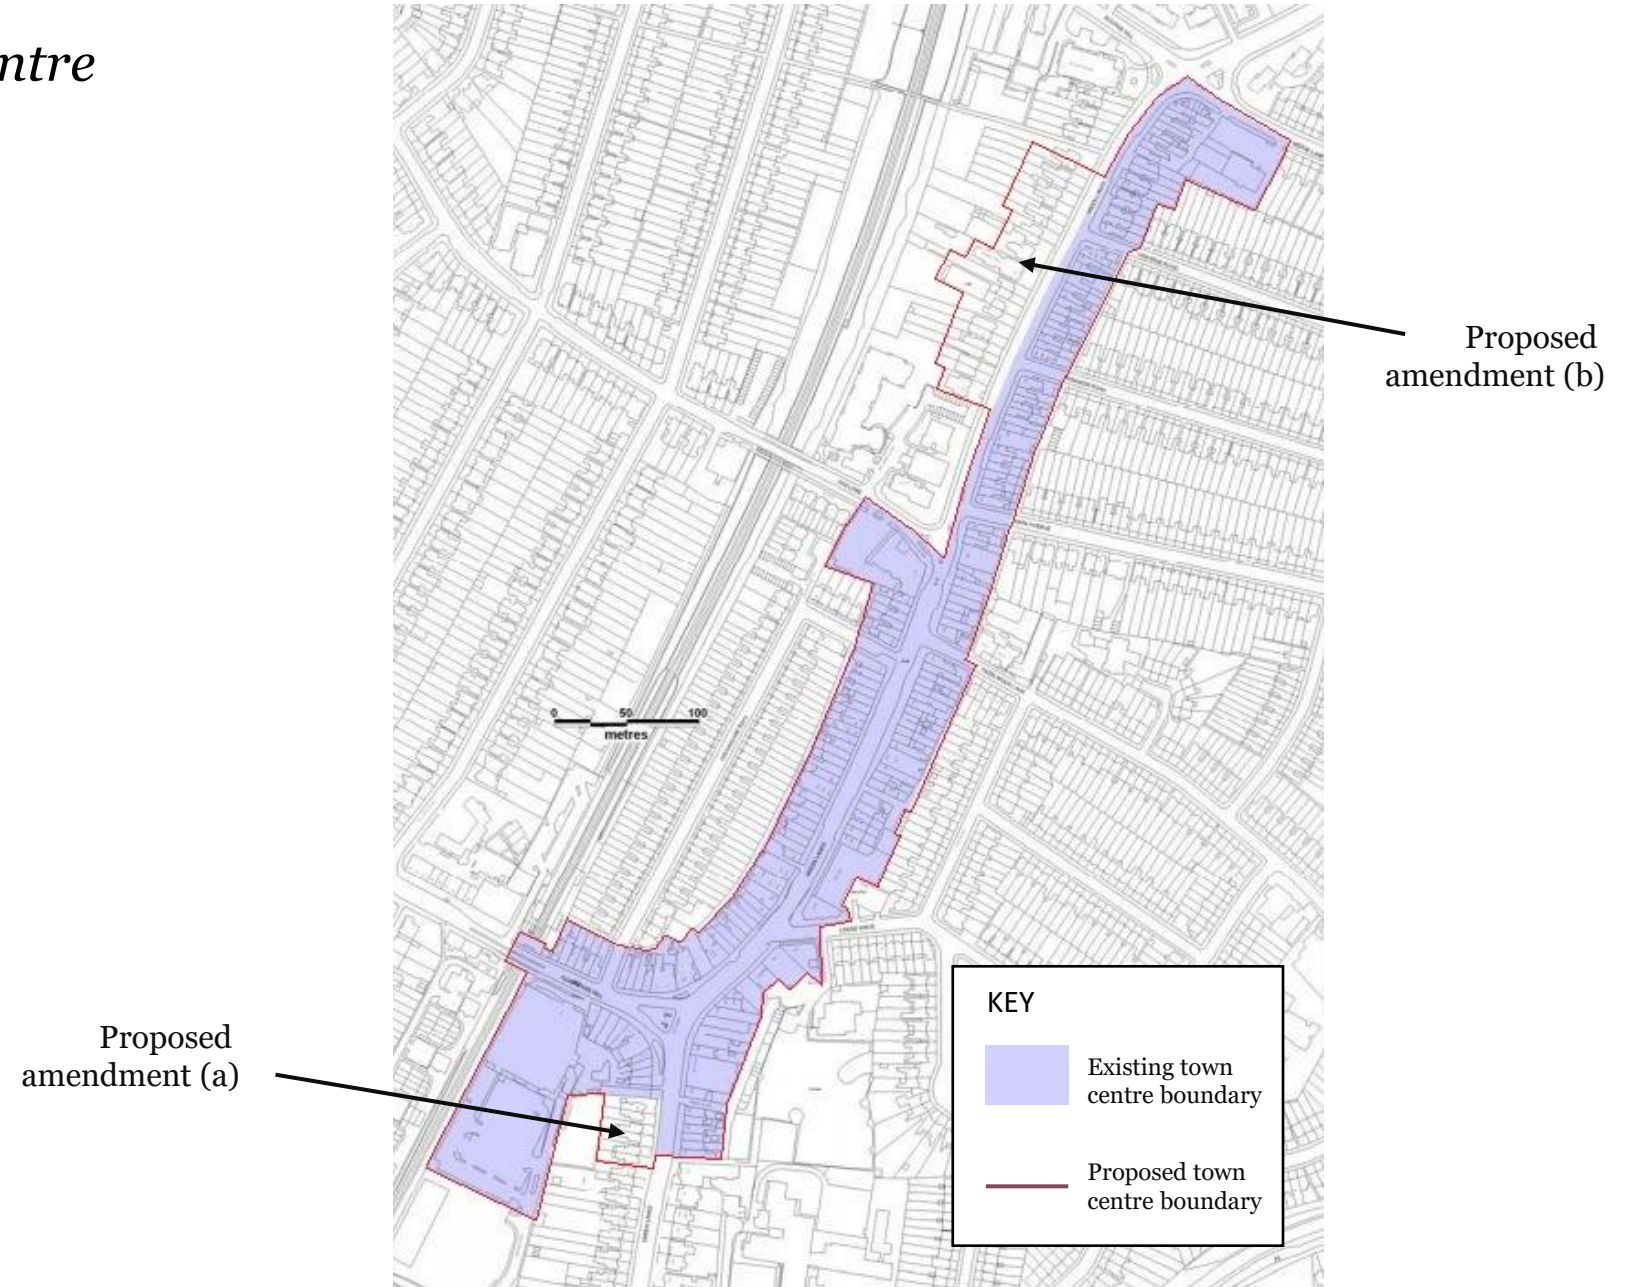 ntre
Proposed
amendment (b)
0 50 100
metres
Proposed
amendment (a)
KEY
Existing town
centre boundary
Proposed town
centre boundary